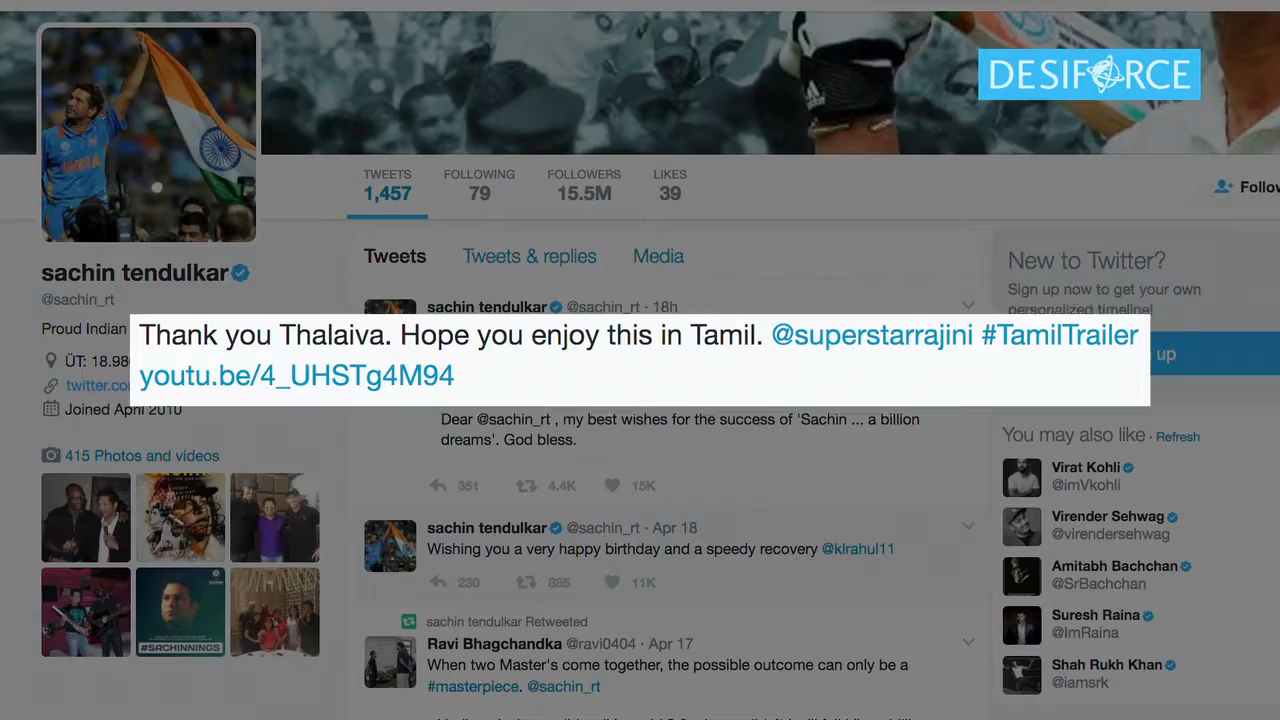 DESIFORCE
TWEETS
1,457
FOLLOWING
79
FOLLOWERS
15.5M
LIKES
39
Follow
sachin tendulkar
@sachin_rt
Proud Indian
ÜT: 18.98
twitter.co
Joined April 2010
415 Photos and videos
#SACHINNINGS
Tweets
Tweets & replies
Media
sachin tendulkar @sachin_rt · 18h
Thank you Thalaiva. Hope you enjoy this in Tamil. @superstarrajini #TamilTrailer
youtu.be/4_UHSTg4M94
Dear @sachin_rt , my best wishes for the success of 'Sachin ... a billion
dreams'. God bless.
351
4.4K
15K
sachin tendulkar @sachin_rt · Apr 18
Wishing you a very happy birthday and a speedy recovery @klrahul11
230
865
11K
sachin tendulkar Retweeted
Ravi Bhagchandka @ravi0404 · Apr 17
When two Master's come together, the possible outcome can only be a
#masterpiece. @sachin_rt
New to Twitter?
Sign up now to get your own
personalized timeline!
up
You may also like · Refresh
Virat Kohli
@imVkohli
Virender Sehwag
@virendersehwag
Amitabh Bachchan
@SrBachchan
Suresh Raina
@ImRaina
Shah Rukh Khan
@iamsrk